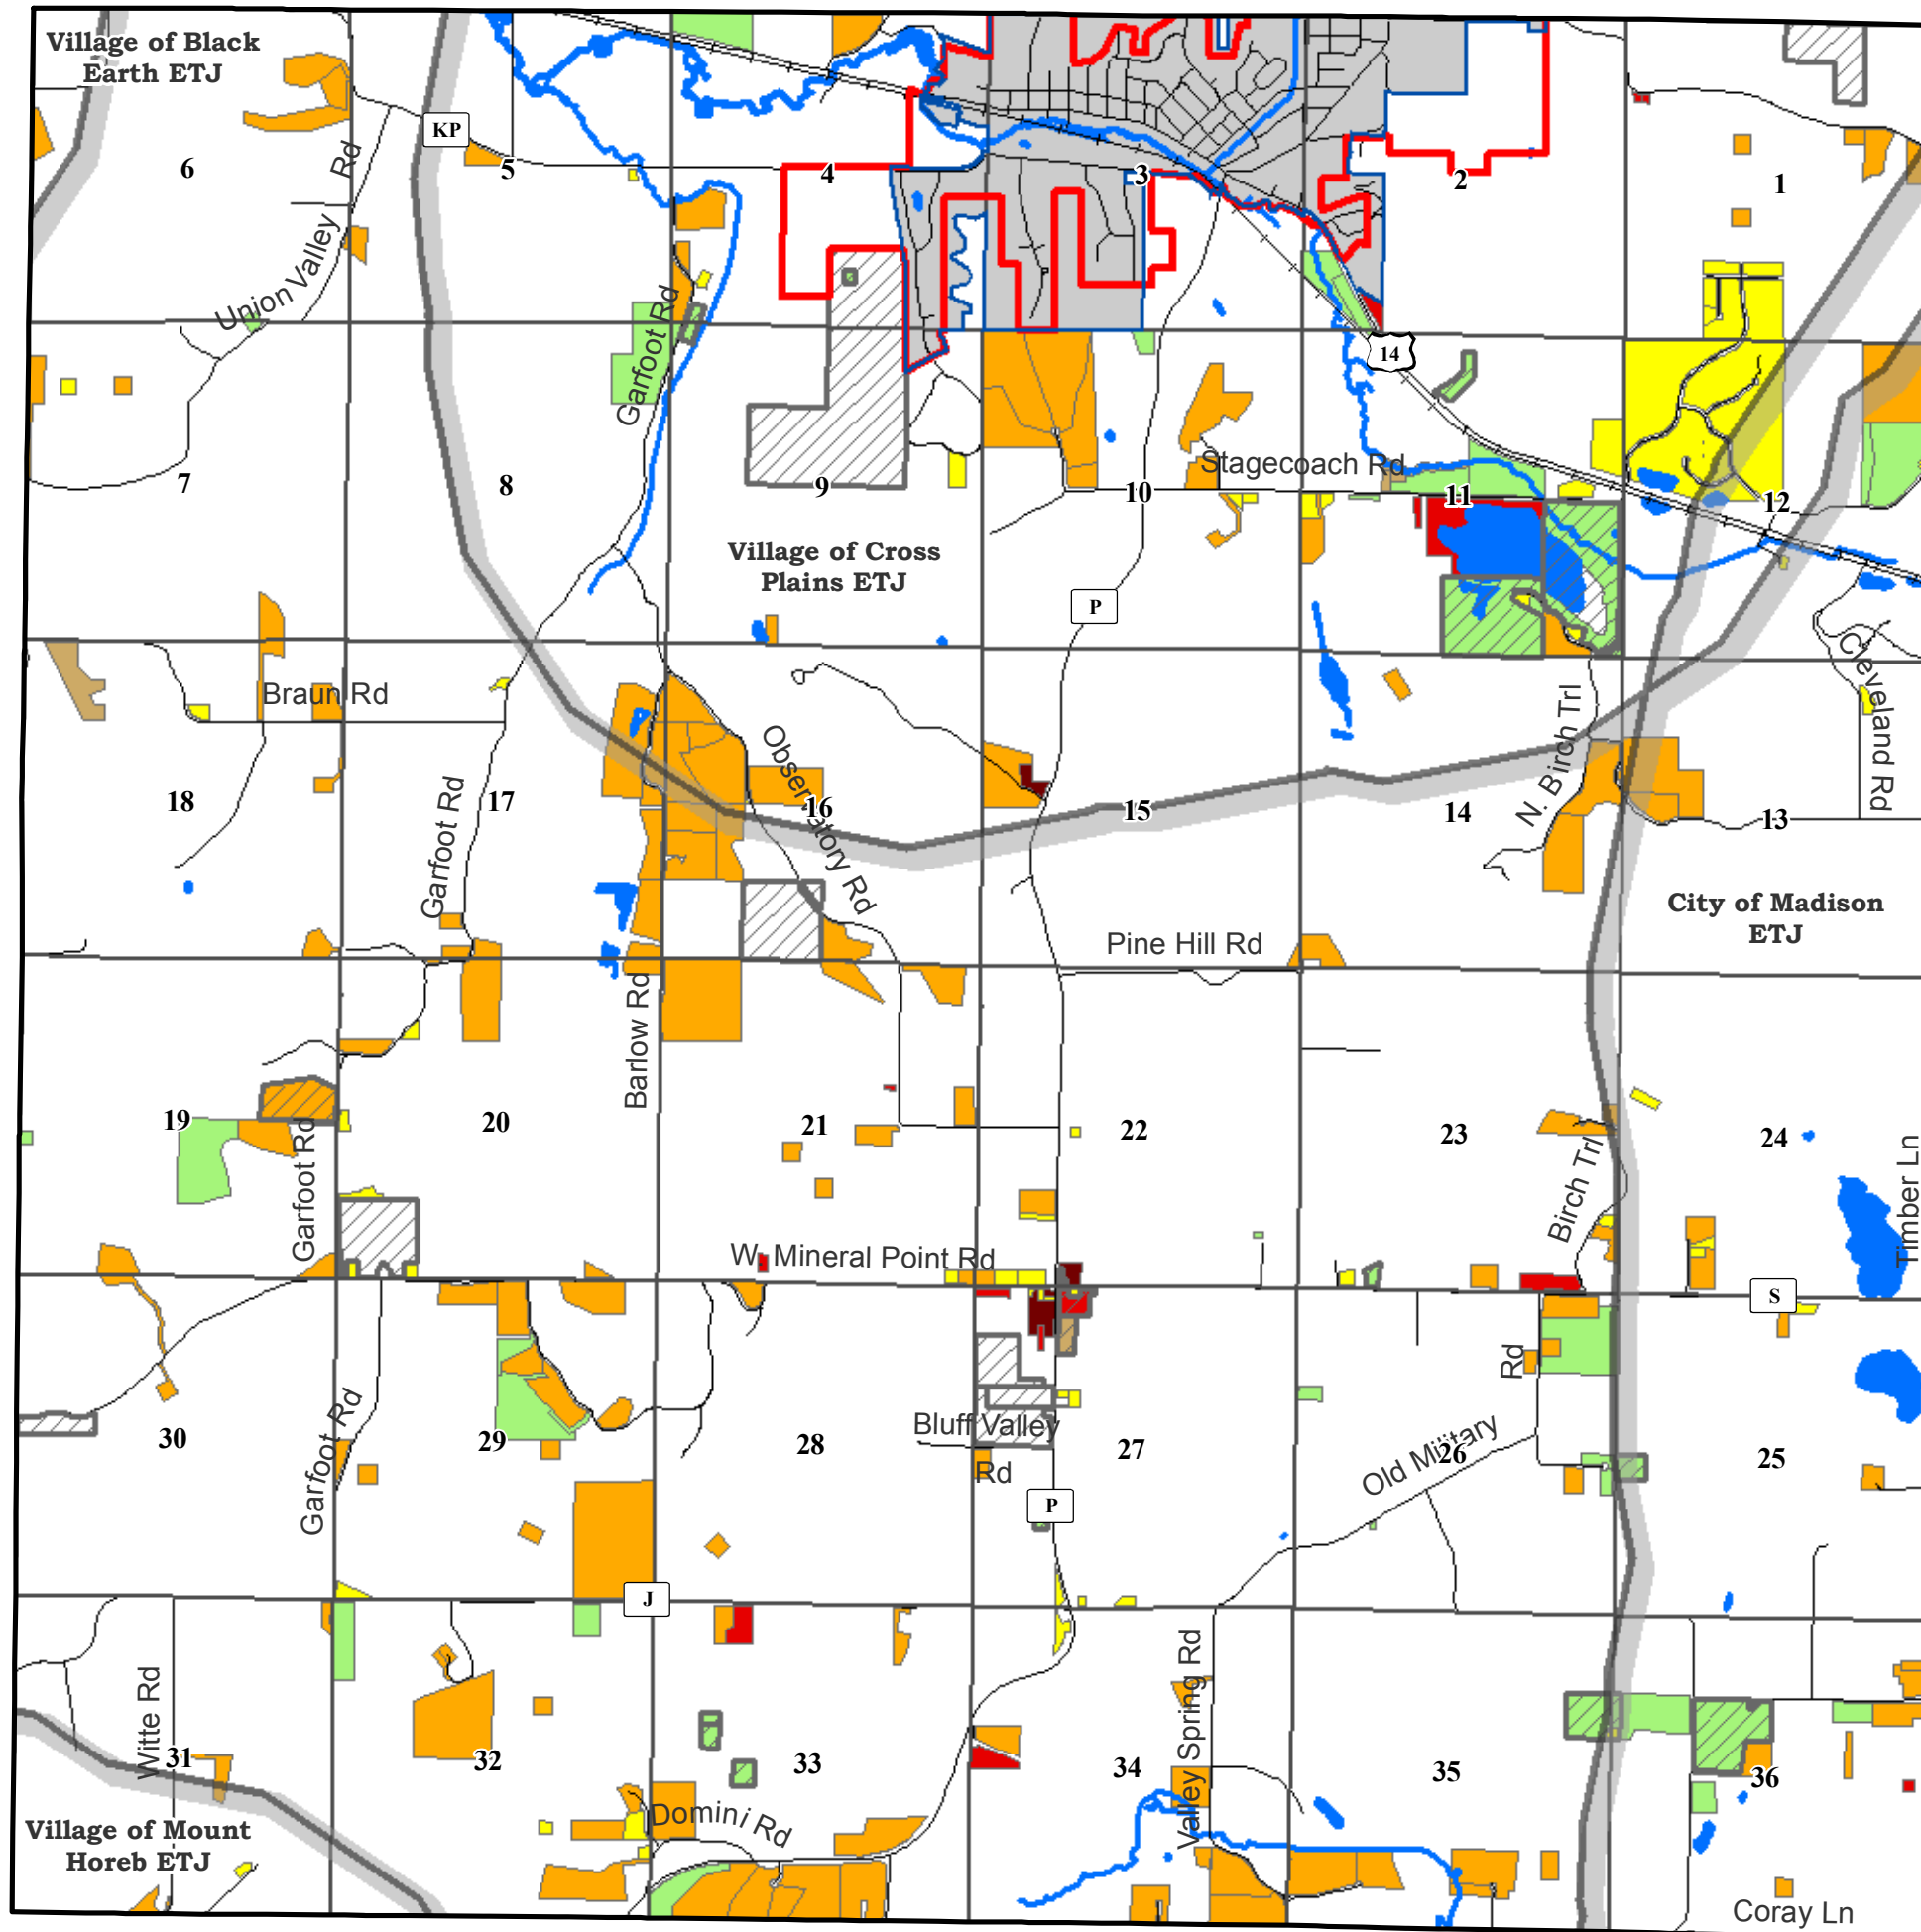 Village of Black
Earth ETJ
KP
6
Rd
5
4
3
2
1
Union Valley
Garfoot Rd
14
7
8
9
10
Stagecoach Rd
11
12
Village of Cross
Plains ETJ
P
Braun Rd
Cleveland Rd
N. Birch Trl
Observatory Rd
18
Garfoot Rd
17
16
15
14
13
City of Madison
ETJ
Pine Hill Rd
Barlow Rd
19
20
21
22
23
24
Garfoot Rd
Birch Trl
Timber Ln
W. Mineral Point Rd
S
Rd
30
Garfoot Rd
29
28
Bluff Valley
Rd
27
Old Military
26
25
P
J
Witte Rd
Valley Spring Rd
31
32
33
34
35
36
Domini Rd
Village of Mount
Horeb ETJ
Coray Ln